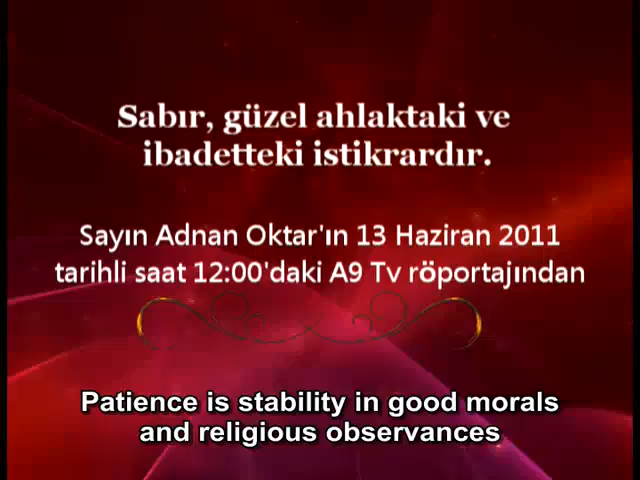 Sabır, güzel ahlaktaki ve
ibadetteki istikrardır.
Sayın Adnan Oktar'ın 13 Haziran 2011
tarihli saat 12:00'daki A9 Tv röportajından
Patience is stability in good morals
and religious observances